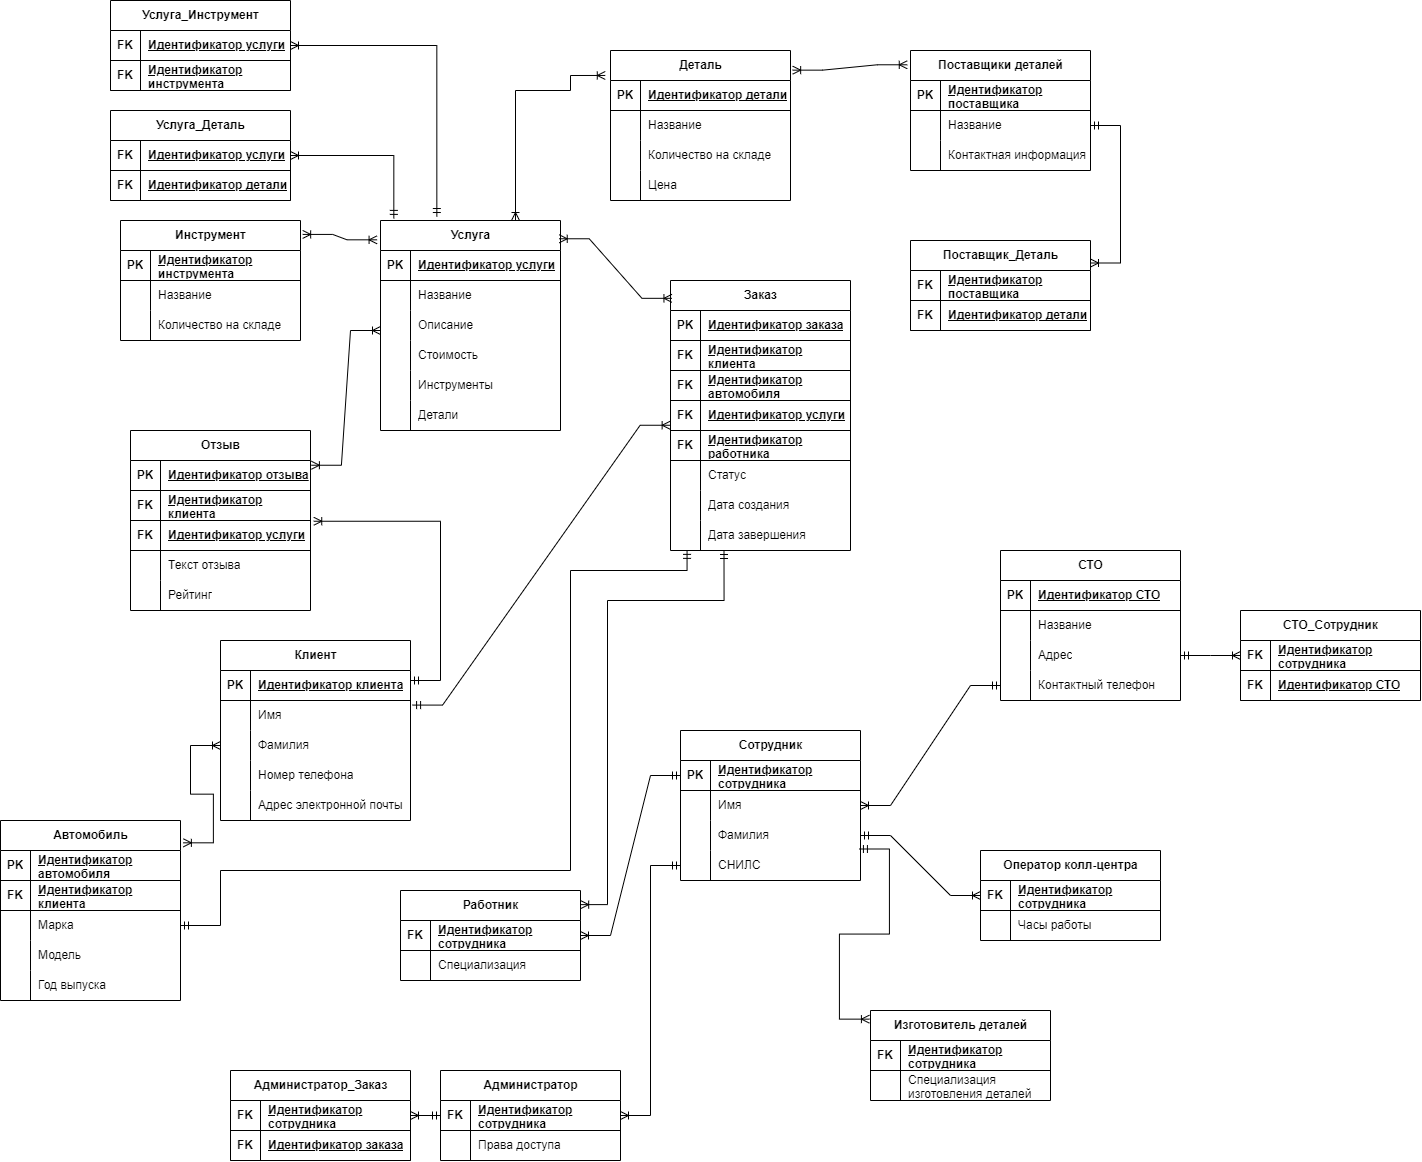 Услуга_Инструмент
FK Идентификатор услуги
FK Идентификатор
инструмента
Услуга_Деталь
FK Идентификатор услуги
FK Идентификатор детали
Инструмент
PK Идентификатор
инструмента
Название
Количество на складе
Услуга
PK Идентификатор услуги
Название
Описание
Стоимость
Инструменты
Детали
Деталь
PK Идентификатор детали
Название
Количество на складе
Цена
Поставщики деталей
PK Идентификатор
поставщика
Название
Контактная информация
Поставщик_Деталь
FK Идентификатор
поставщика
FK Идентификатор детали
Заказ
PK Идентификатор заказа
FK Идентификатор
клиента
FK Идентификатор
автомобиля
FK Идентификатор услуги
FK Идентификатор
работника
Статус
Дата создания
Дата завершения
Отзыв
PK Идентификатор отзыва
FK Идентификатор
клиента
FK Идентификатор услуги
Текст отзыва
Рейтинг
Клиент
PK Идентификатор клиента
Имя
Фамилия
Номер телефона
Адрес электронной почты
Автомобиль
PK Идентификатор
автомобиля
FK Идентификатор
клиента
Марка
Модель
Год выпуска
СТО
PK Идентификатор СТО
Название
Адрес
Контактный телефон
СТО_Сотрудник
FK Идентификатор
сотрудника
FK Идентификатор СТО
Сотрудник
PK Идентификатор
сотрудника
Имя
Фамилия
СНИЛС
Оператор колл-центра
FK Идентификатор
сотрудника
Часы работы
Работник
FK Идентификатор
сотрудника
Специализация
Изготовитель деталей
FK Идентификатор
сотрудника
Специализация
изготовления деталей
Администратор_Заказ
FK Идентификатор
сотрудника
FK Идентификатор заказа
Администратор
FK Идентификатор
сотрудника
Права доступа